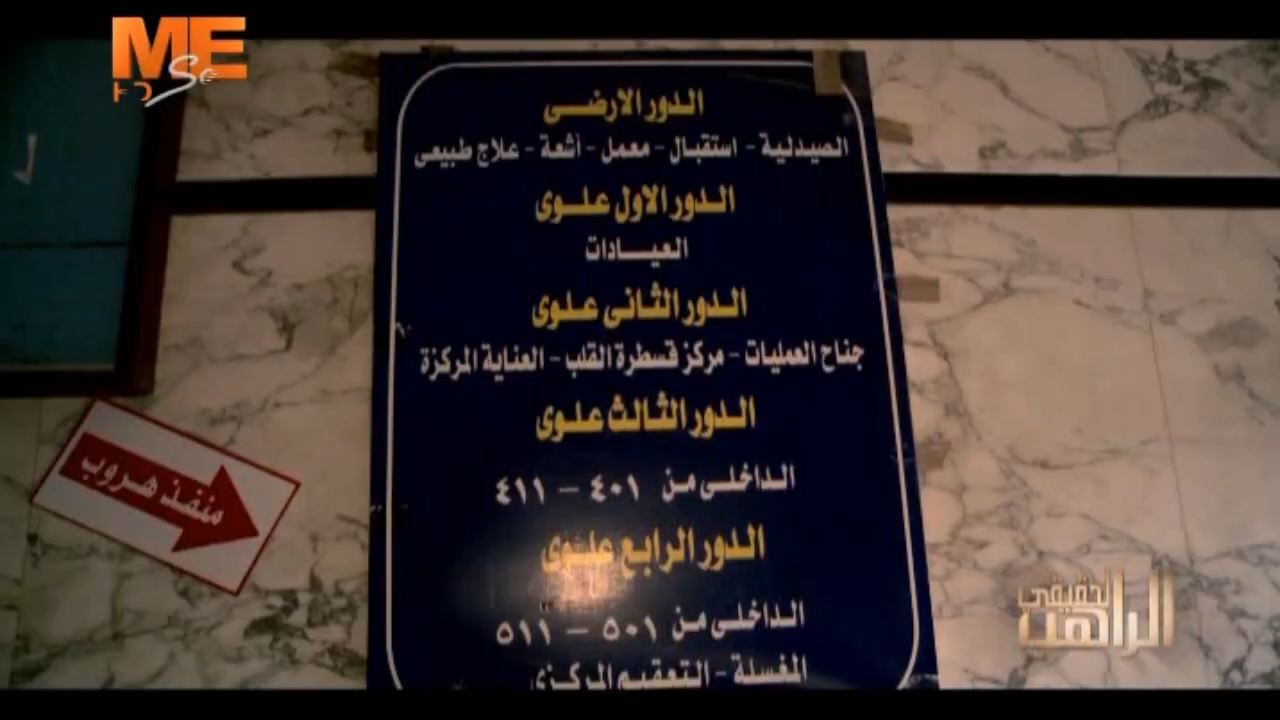 ME
Sat
الدور الارضى
الصيدلية - استقبال - معمل - أشعة - علاج طبيعى
الدور الاول علوى
العيادات
الدور الثانى علوى
جناح العمليات - مركز قسطرة القلب - العناية المركزة
الدور الثالث علوى
الداخلى من ٤٠١ – ٤١١
الدور الرابع علوى
الداخلى من ٥٠١ – ٥١١
المغسلة - التعقيم المركزى
منفذ هروب
الحقيقى
الراهب